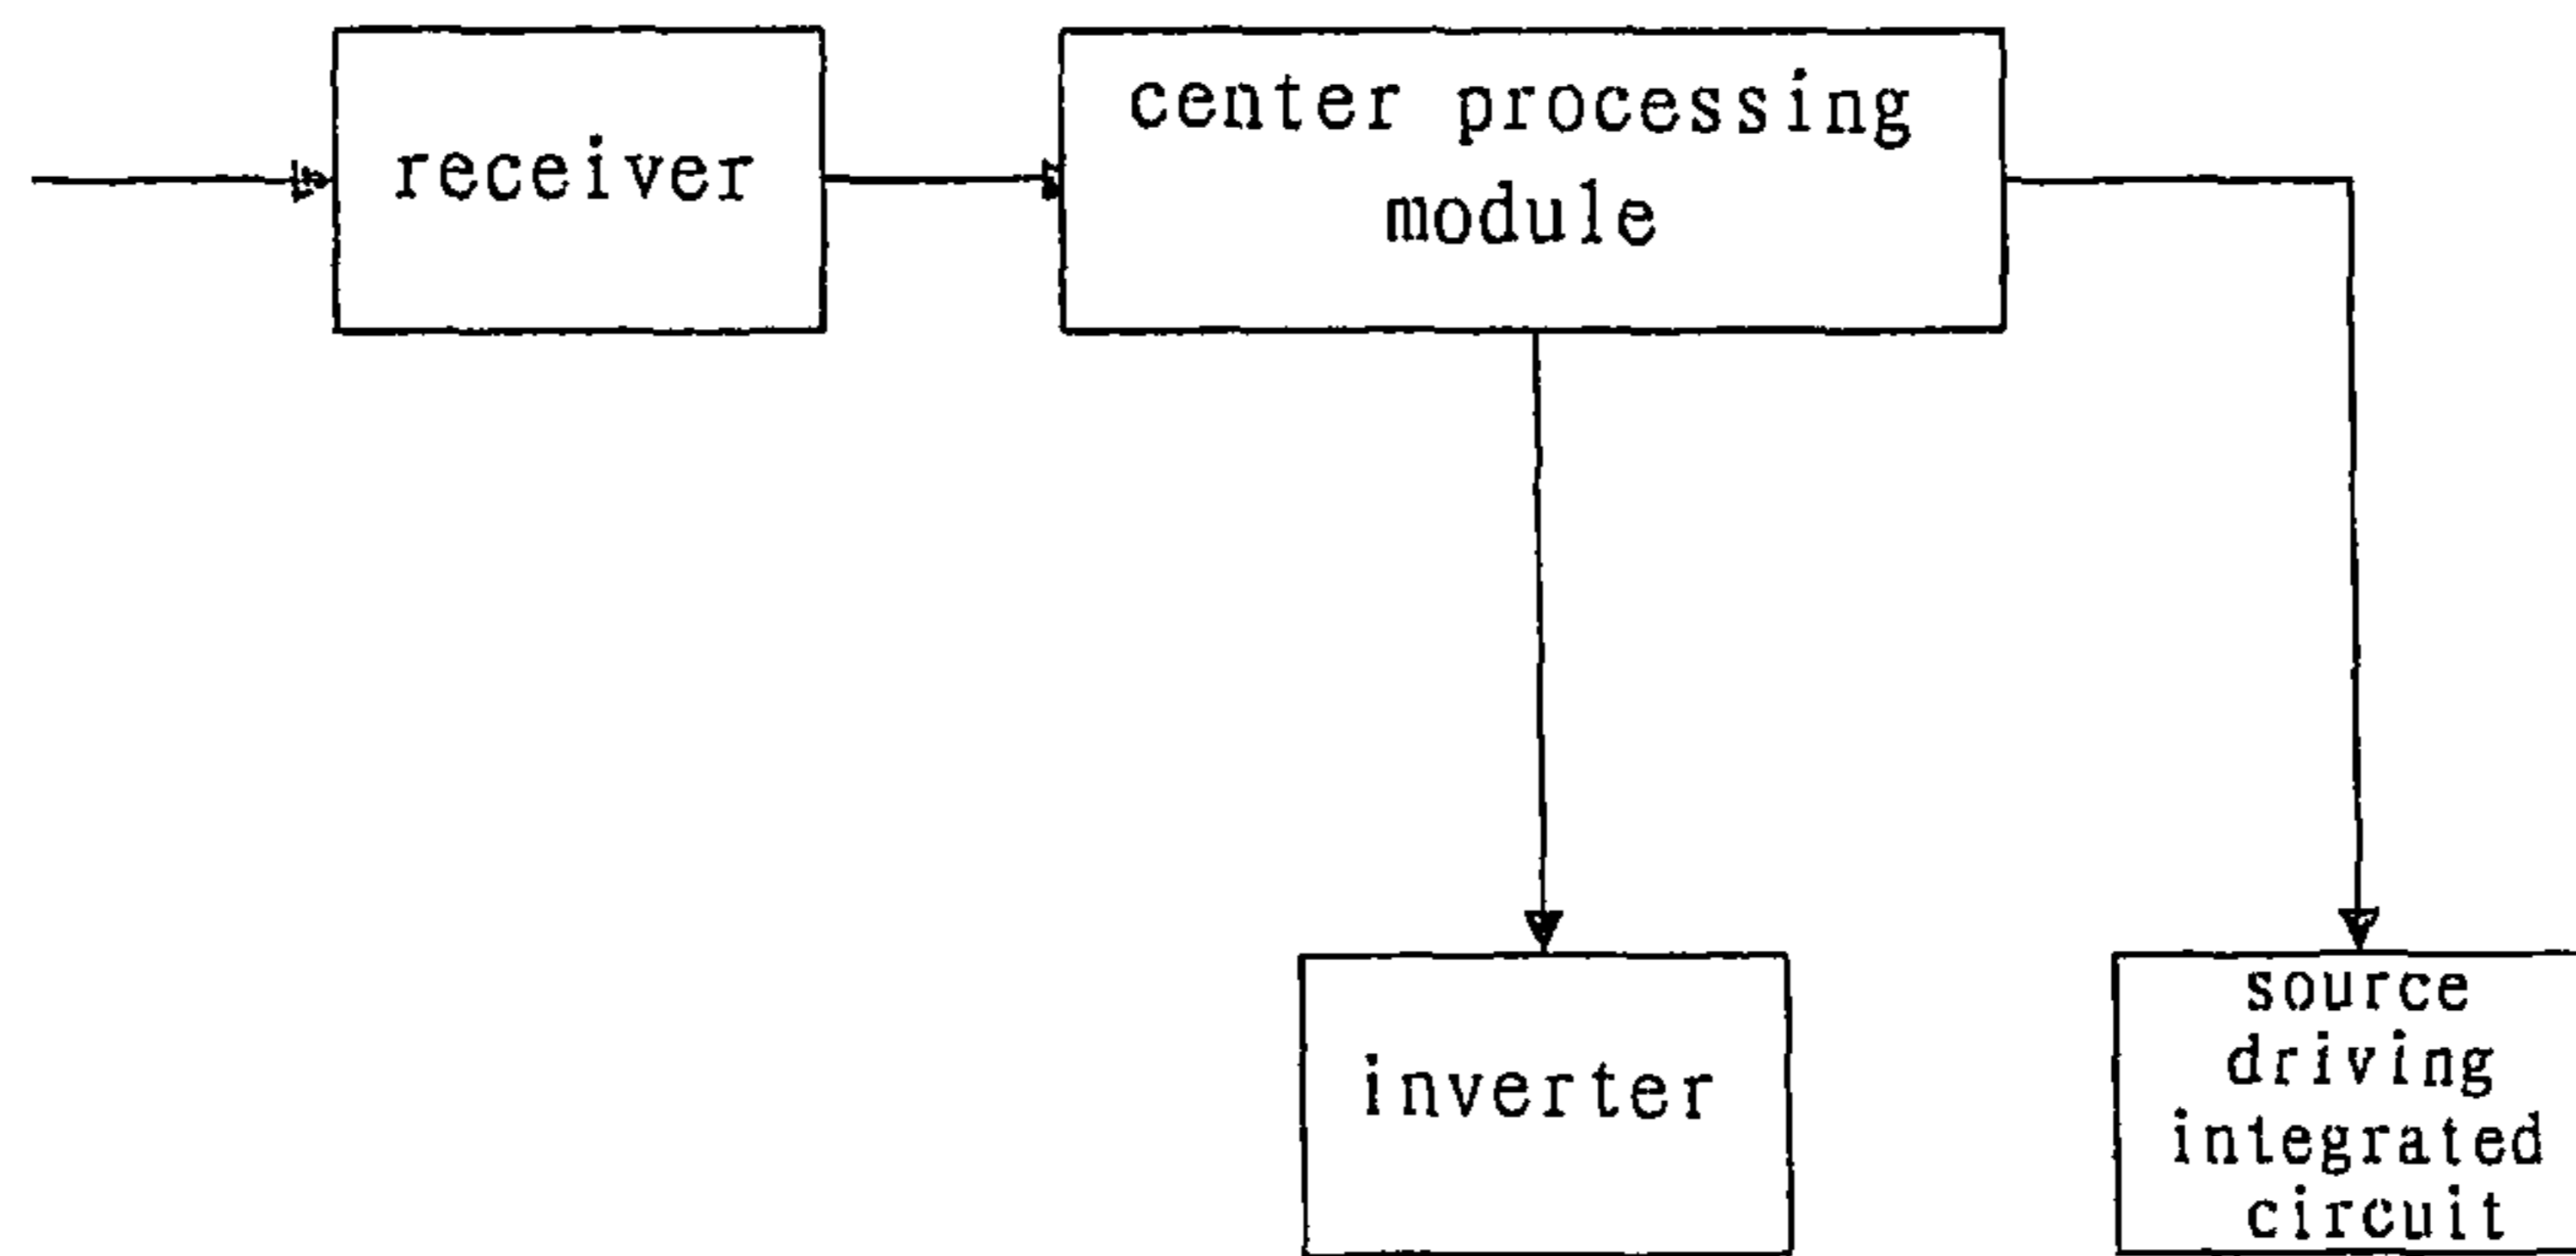 receiver
center processing
module
inverter
source
driving
integrated
circuit